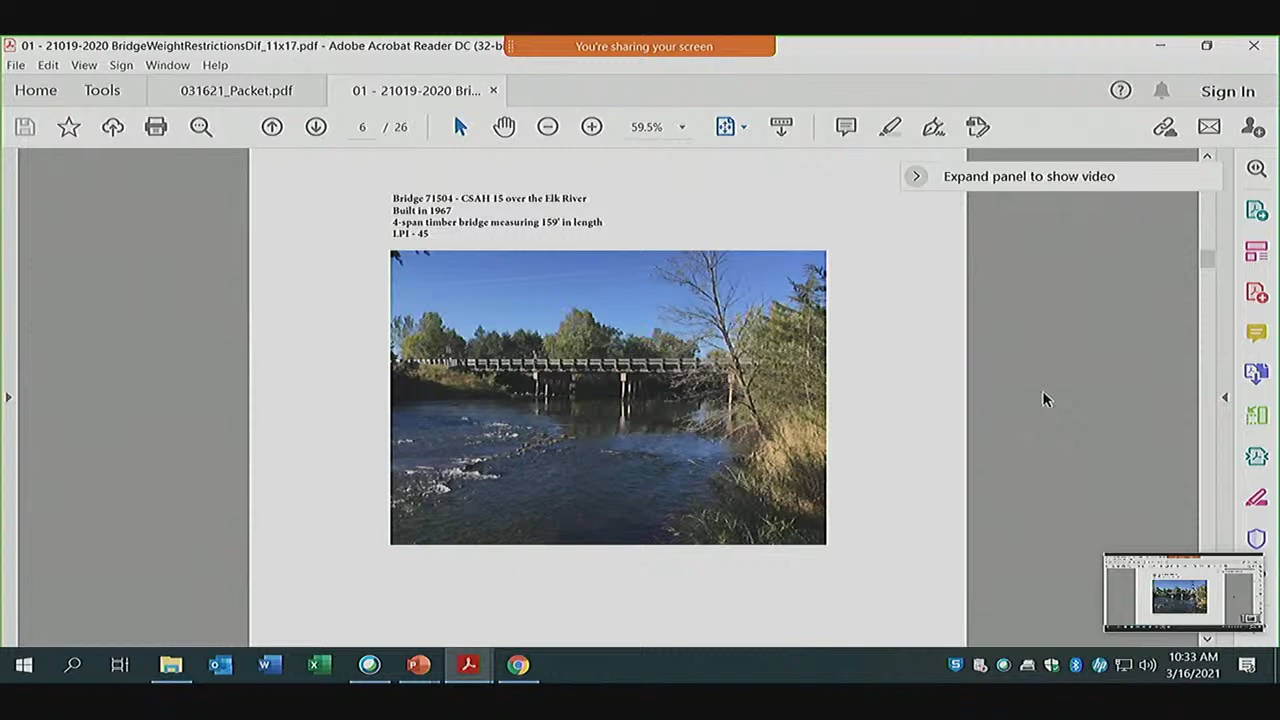 01 - 21019-2020 BridgeWeightRestrictionsDif_11x17.pdf - Adobe Acrobat Reader DC (32-b
You're sharing your screen
File Edit View Sign Window Help
Home Tools 031621_Packet.pdf 01 - 21019-2020 Bri... Sign In
6 / 26 59.5%
Expand panel to show video
Bridge 71504 - CSAH 15 over the Elk River
Built in 1967
4-span timber bridge measuring 159' in length
LPI - 45
10:33 AM
3/16/2021